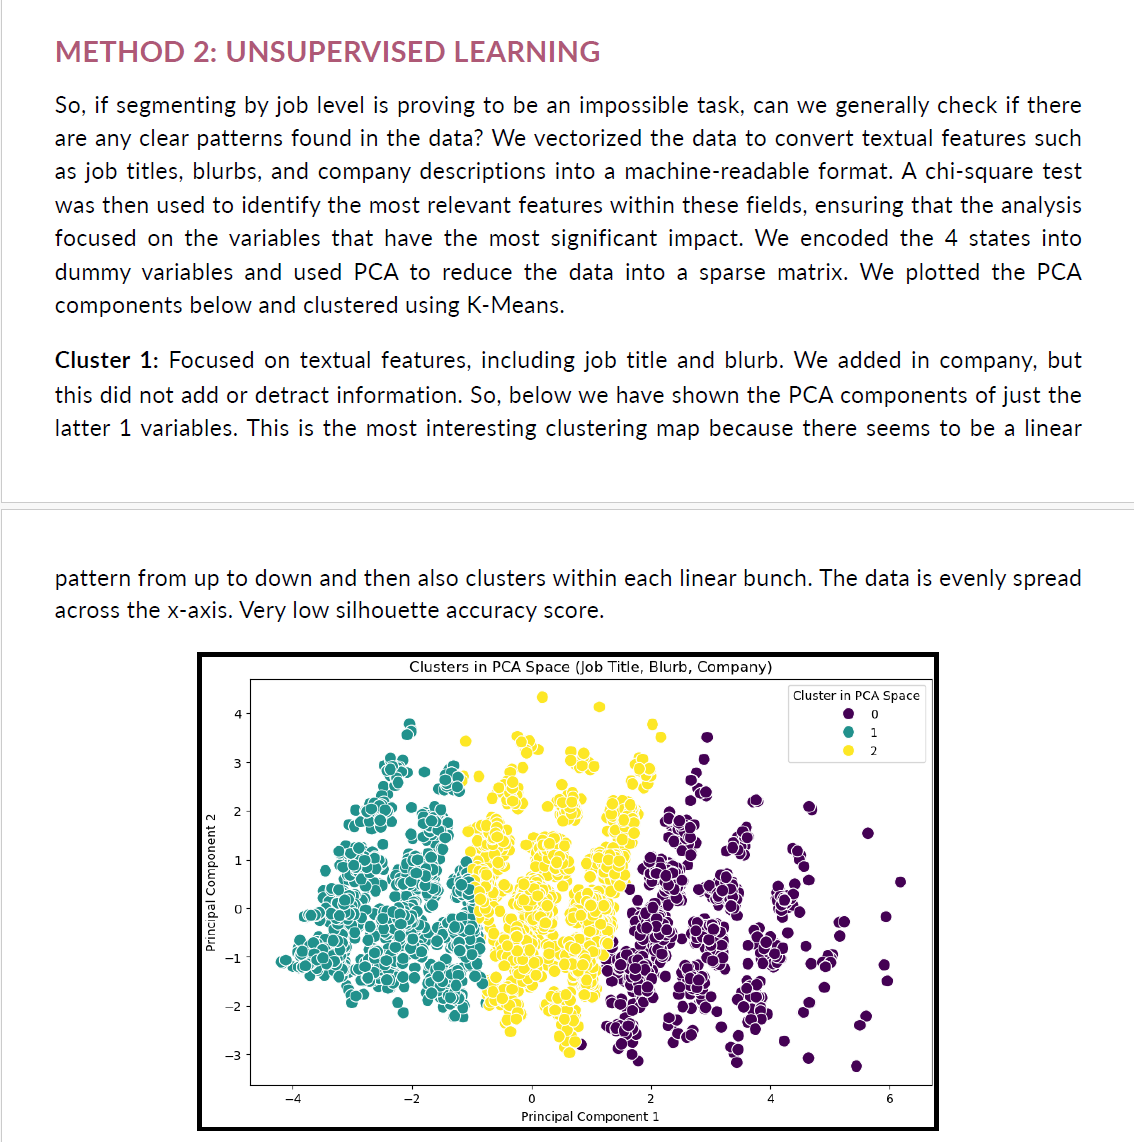 METHOD 2: UNSUPERVISED LEARNING
So, if segmenting by job level is proving to be an impossible task, can we generally check if there
are any clear patterns found in the data? We vectorized the data to convert textual features such
as job titles, blurbs, and company descriptions into a machine-readable format. A chi-square test
was then used to identify the most relevant features within these fields, ensuring that the analysis
focused on the variables that have the most significant impact. We encoded the 4 states into
dummy variables and used PCA to reduce the data into a sparse matrix. We plotted the PCA
components below and clustered using K-Means.
Cluster 1: Focused on textual features, including job title and blurb. We added in company, but
this did not add or detract information. So, below we have shown the PCA components of just the
latter 1 variables. This is the most interesting clustering map because there seems to be a linear
pattern from up to down and then also clusters within each linear bunch. The data is evenly spread
across the x-axis. Very low silhouette accuracy score.
Clusters in PCA Space (Job Title, Blurb, Company)
Cluster in PCA Space
0
1
2
Principal Component 2
4
3
2
1
0
−1
−2
−3
−4
−2
0
2
4
6
Principal Component 1